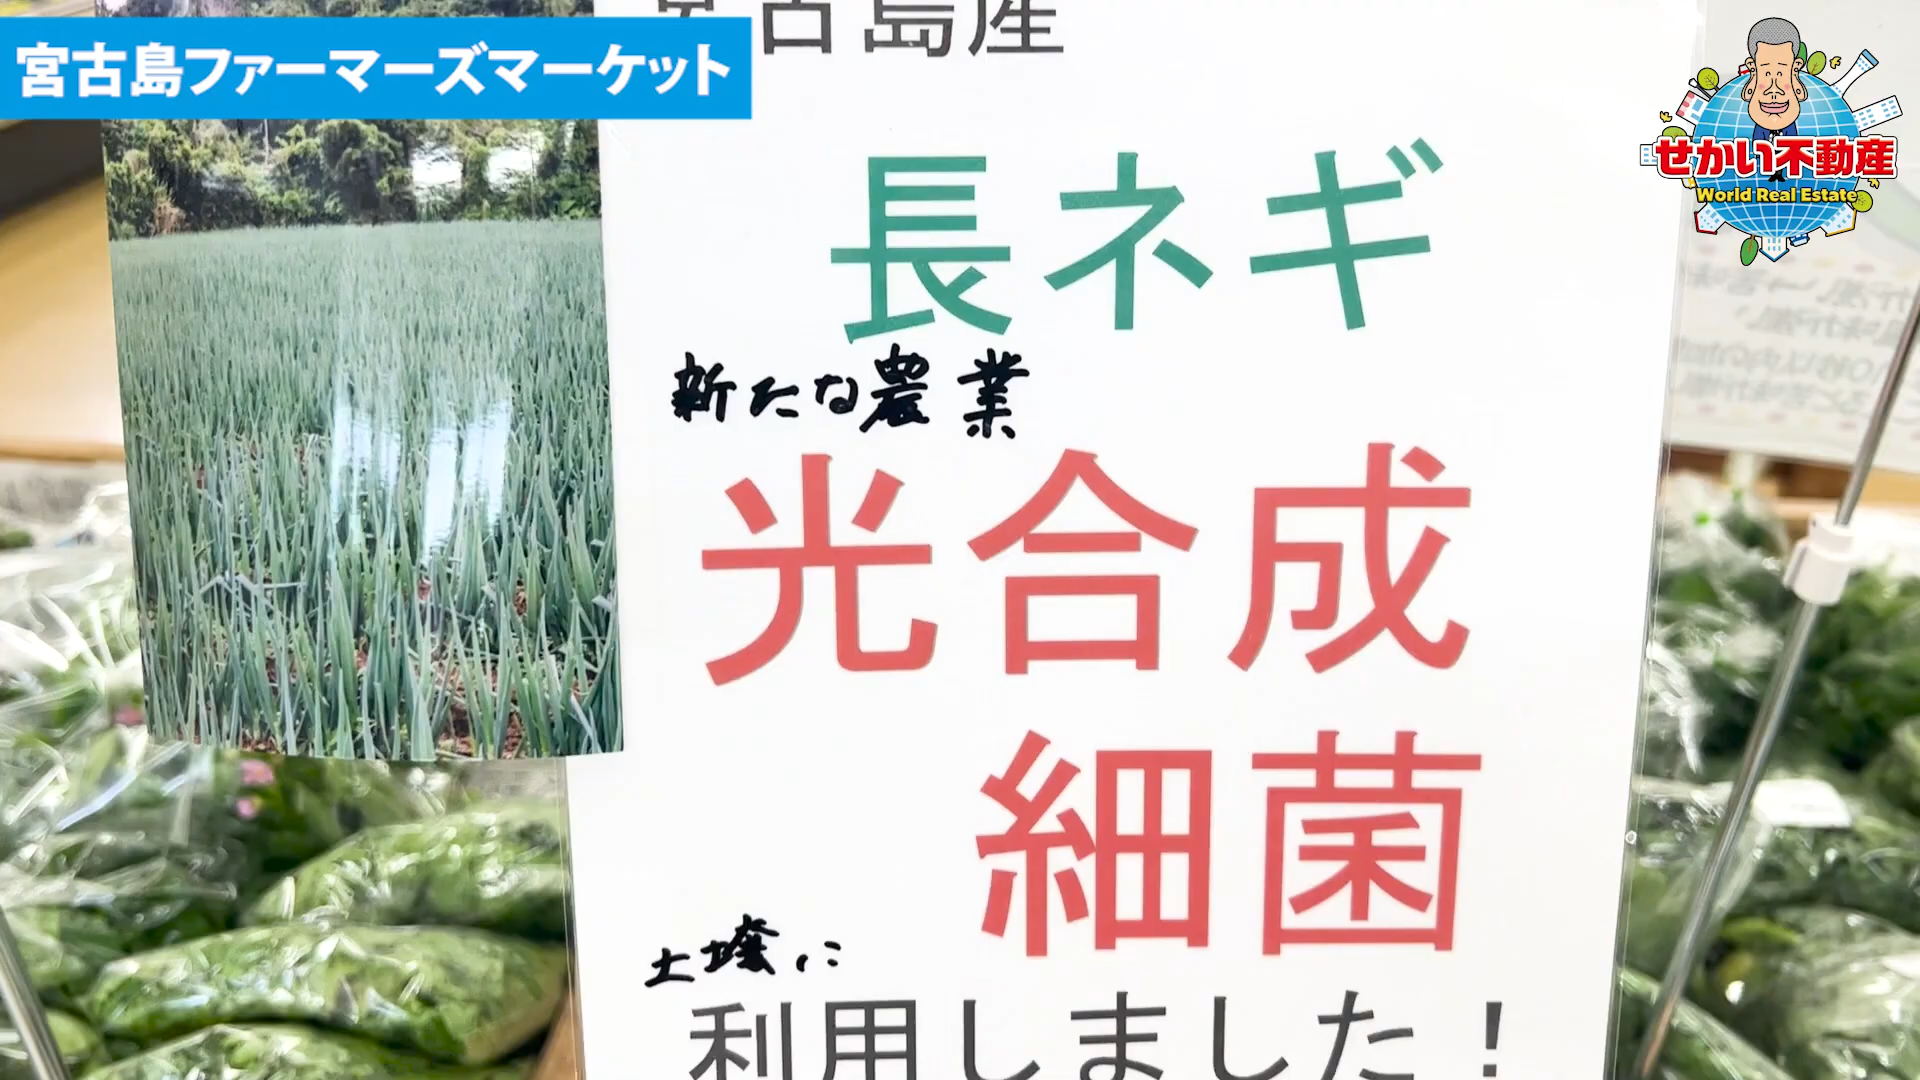 宮古島ファーマーズマーケット
宮古島産
長ネギ
新たな農業
光合成
細菌
土壌に
利用しました！
せかい不動産
World Real Estate